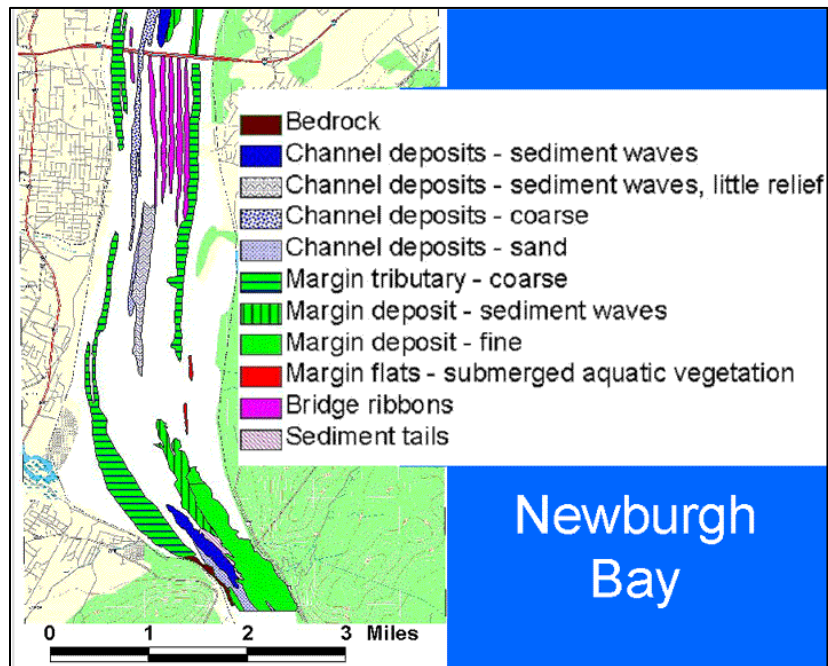 Bedrock
Channel deposits - sediment waves
Channel deposits - sediment waves, little relief
Channel deposits - coarse
Channel deposits - sand
Margin tributary - coarse
Margin deposit - sediment waves
Margin deposit - fine
Margin flats - submerged aquatic vegetation
Bridge ribbons
Sediment tails
Newburgh
Bay
0 1 2 3 Miles